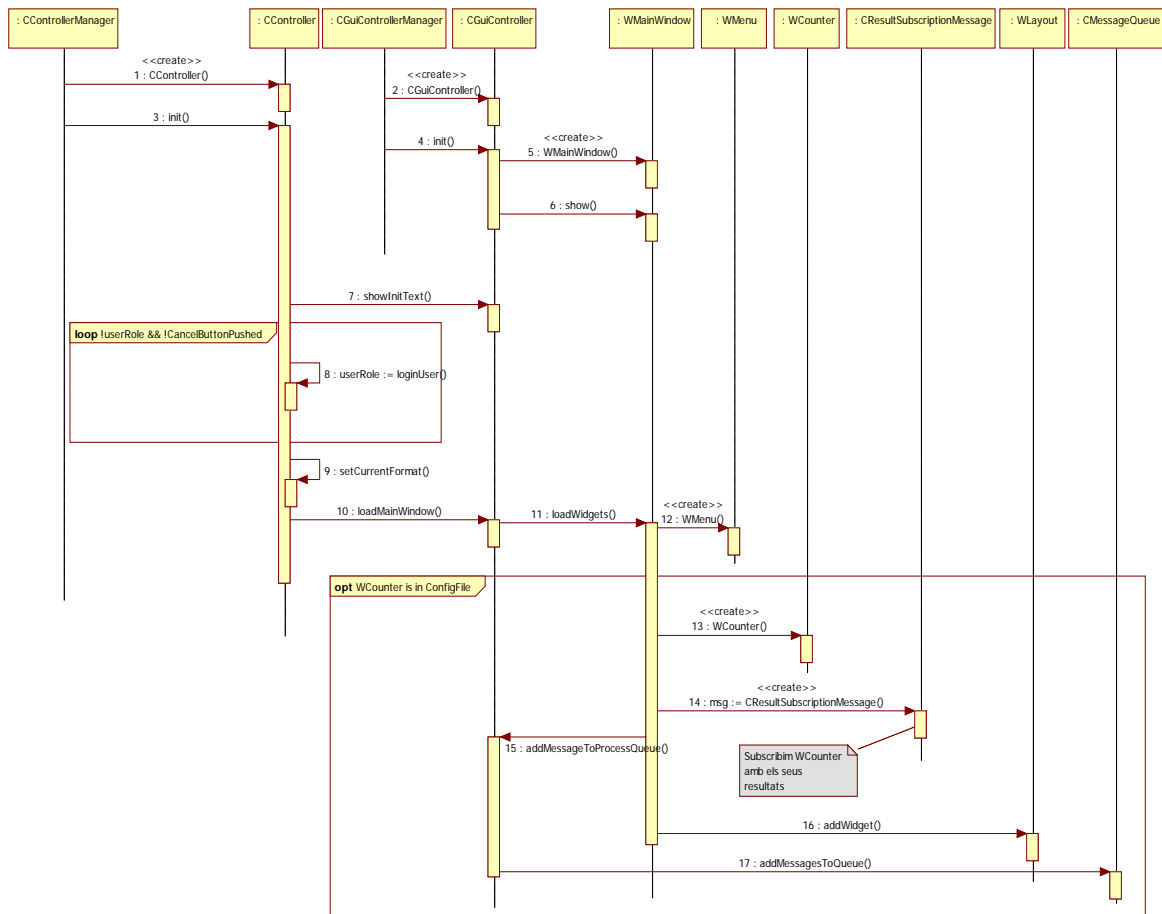 : CControllerManager
: CController
: CGuiControllerManager
: CGuiController
: WMainWindow
: WMenu
: WCounter
: CResultSubscriptionMessage
: WLayout
: CMessageQueue
<<create>>
1 : CController()
<<create>>
2 : CGuiController()
3 : init()
4 : init()
<<create>>
5 : WMainWindow()
6 : show()
7 : showInitText()
loop !userRole && !CancelButtonPushed
8 : userRole := loginUser()
9 : setCurrentFormat()
10 : loadMainWindow()
11 : loadWidgets()
<<create>>
12 : WMenu()
opt WCounter is in ConfigFile
<<create>>
13 : WCounter()
<<create>>
14 : msg := CResultSubscriptionMessage()
15 : addMessageToProcessQueue()
Subscribim WCounter
amb els seus
resultats
16 : addWidget()
17 : addMessagesToQueue()